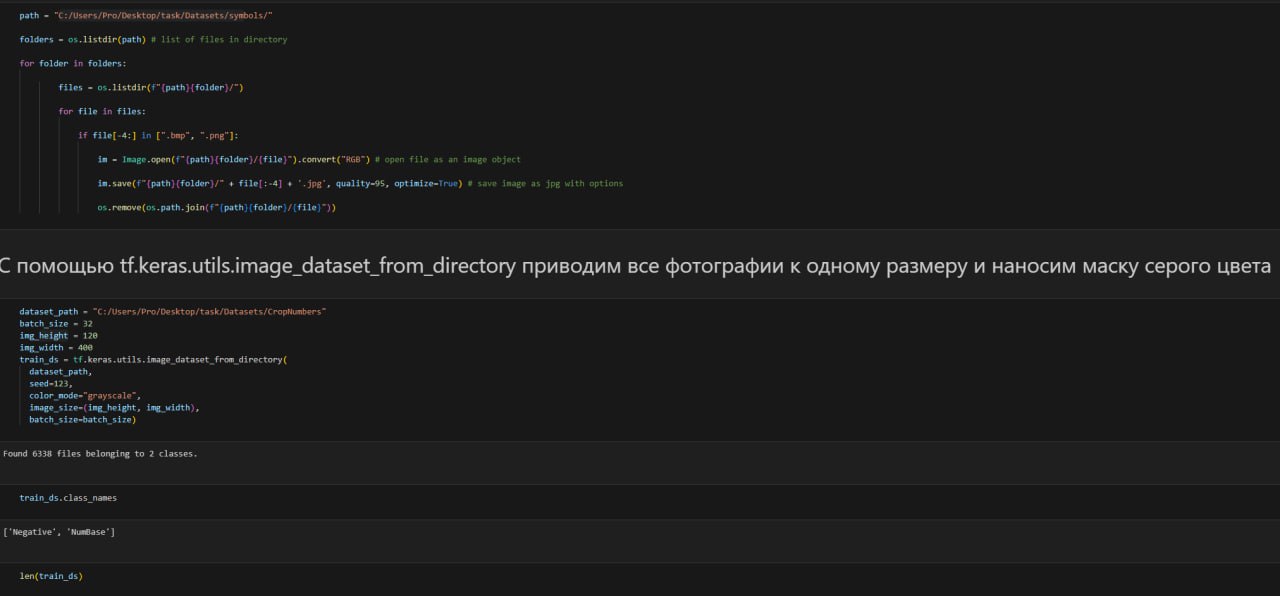 path = "C:/Users/Pro/Desktop/task/Datasets/symbols/"
folders = os.listdir(path) # list of files in directory
for folder in folders:
files = os.listdir(f"{path}{folder}/")
for file in files:
if file[-4:] in [".bmp", ".png"]:
im = Image.open(f"{path}{folder}/{file}").convert("RGB") # open file as an image object
im.save(f"{path}{folder}/" + file[:-4] + '.jpg', quality=95, optimize=True) # save image as jpg with options
os.remove(os.path.join(f"{path}{folder}/{file}"))
С помощью tf.keras.utils.image_dataset_from_directory приводим все фотографии к одному размеру и наносим маску серого цвета
dataset_path = "C:/Users/Pro/Desktop/task/Datasets/CropNumbers"
batch_size = 32
img_height = 120
img_width = 400
train_ds = tf.keras.utils.image_dataset_from_directory(
dataset_path,
seed=123,
color_mode="grayscale",
image_size=(img_height, img_width),
batch_size=batch_size)
Found 6338 files belonging to 2 classes.
train_ds.class_names
['Negative', 'NumBase']
len(train_ds)